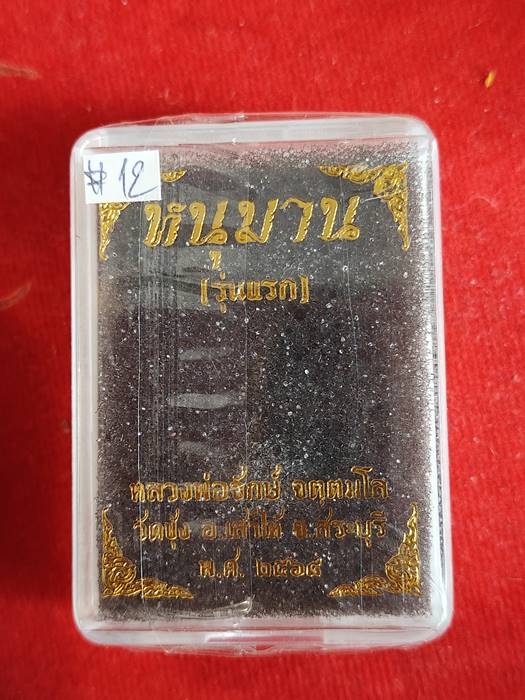 #12
หนุมาน
(รุ่นแรก)
หลวงพ่อรักษ์ จตฺตมโล
วัดชุ้ง อ.เสาไห้ จ.สระบุรี
พ.ศ. ๒๕๖๔